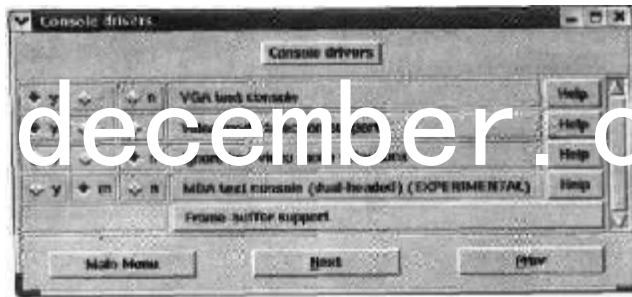 Console drivers
Console drivers
y n VGA text console Help
y Help
Help
y m n MDA text console (dual-headed) (EXPERIMENTAL) Help
Frame-buffer support
Main Menu Next Prev
december.c